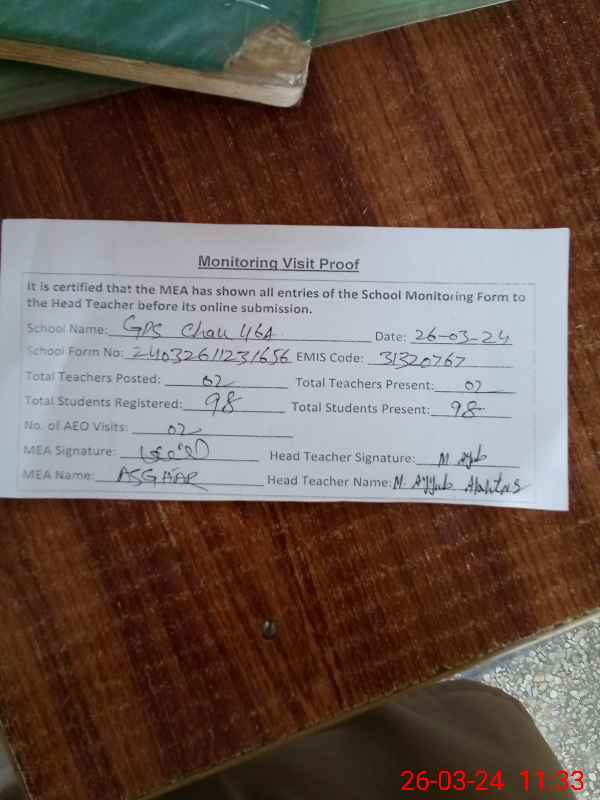 Monitoring Visit Proof
It is certified that the MEA has shown all entries of the School Monitoring Form to
the Head Teacher before its online submission.
School Name: GPS Chak 46A Date: 26-03-24
School Form No: 24032611231656 EMIS Code: 31320767
Total Teachers Posted: 02 Total Teachers Present: 02
Total Students Registered: 98 Total Students Present: 98
No. of AEO Visits: 02
MEA Signature: Head Teacher Signature: M Ayub
MEA Name: ASGHAR Head Teacher Name: M Ayyub
26-03-24 11:33